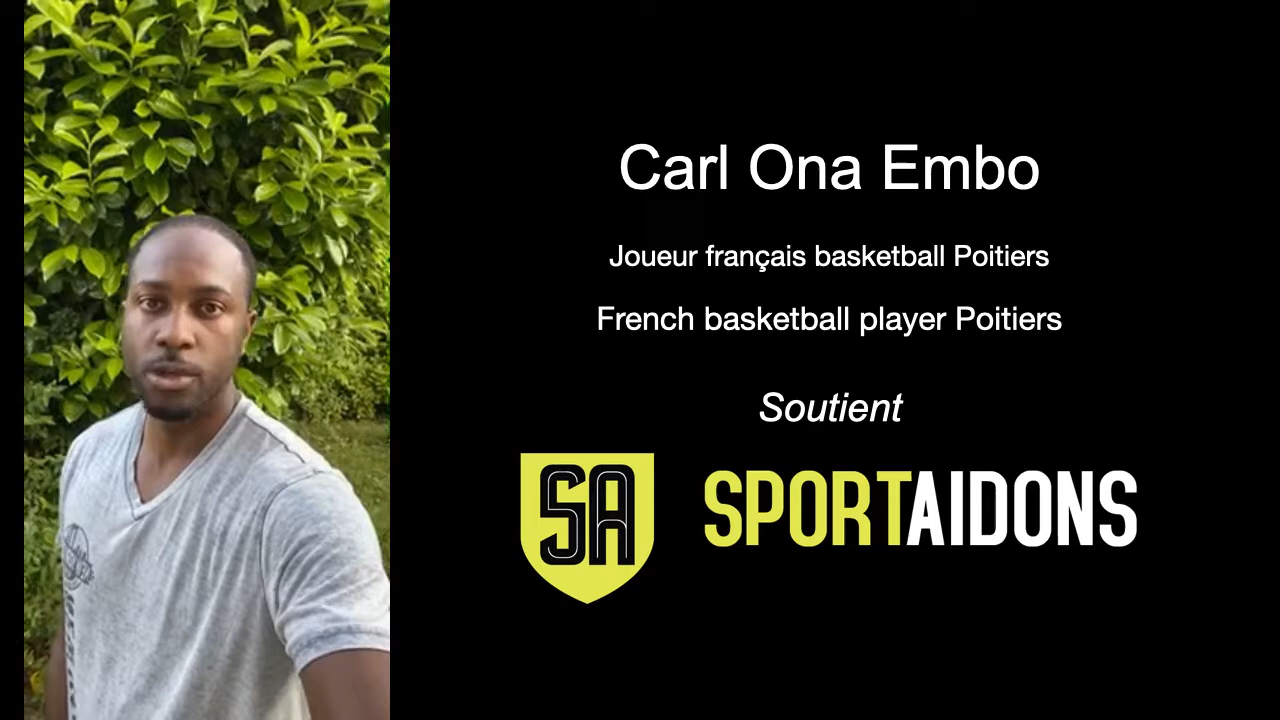 Carl Ona Embo
Joueur français basketball Poitiers
French basketball player Poitiers
Soutient
SA
SPORTAIDONS